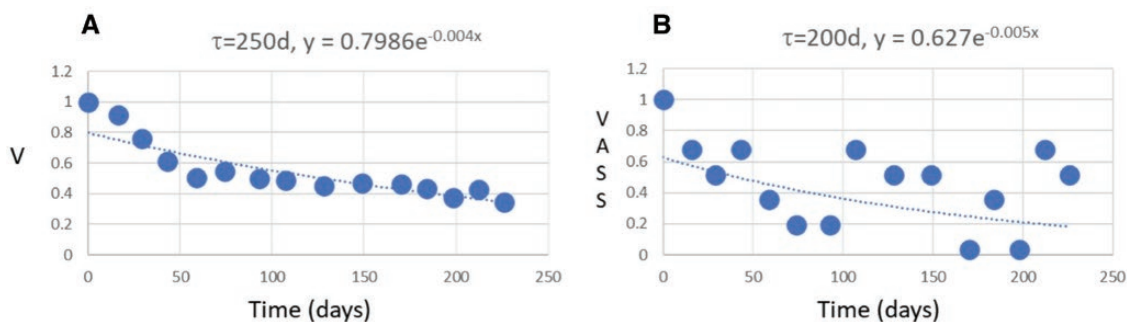 A
τ=250d, y = 0.7986e^-0.004x
1.2
1
0.8
0.6
0.4
0.2
0
V
0 50 100 150 200 250
Time (days)
B
τ=200d, y = 0.627e^-0.005x
1.2
1
0.8
0.6
0.4
0.2
0
V
A
S
S
0 50 100 150 200 250
Time (days)